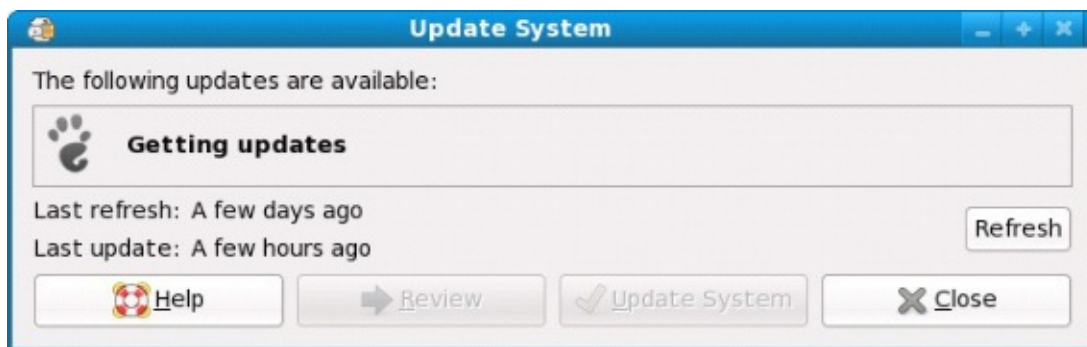 Update System
The following updates are available:
Getting updates
Last refresh: A few days ago
Refresh
Last update: A few hours ago
Help Review Update System Close